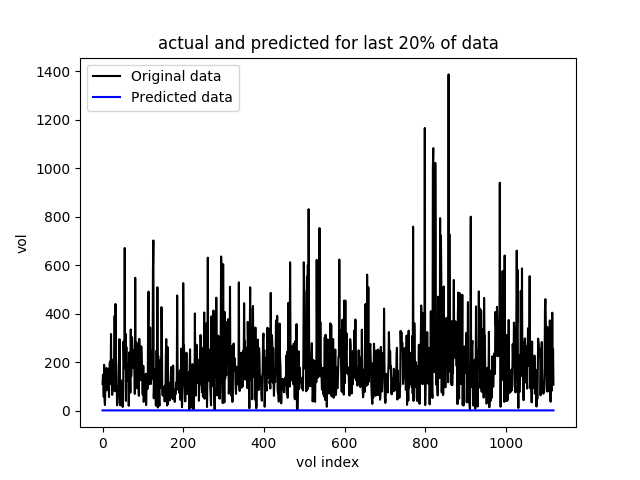 actual and predicted for last 20% of data
Original data
Predicted data
1400
1200
1000
800
600
400
200
0
vol
0 200 400 600 800 1000
vol index